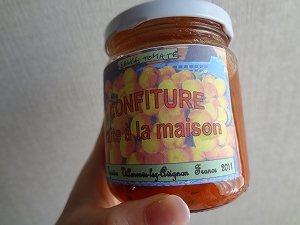 TOMATE
CONFITURE
à la maison
Villeneuve-lez-Avignon France 2011